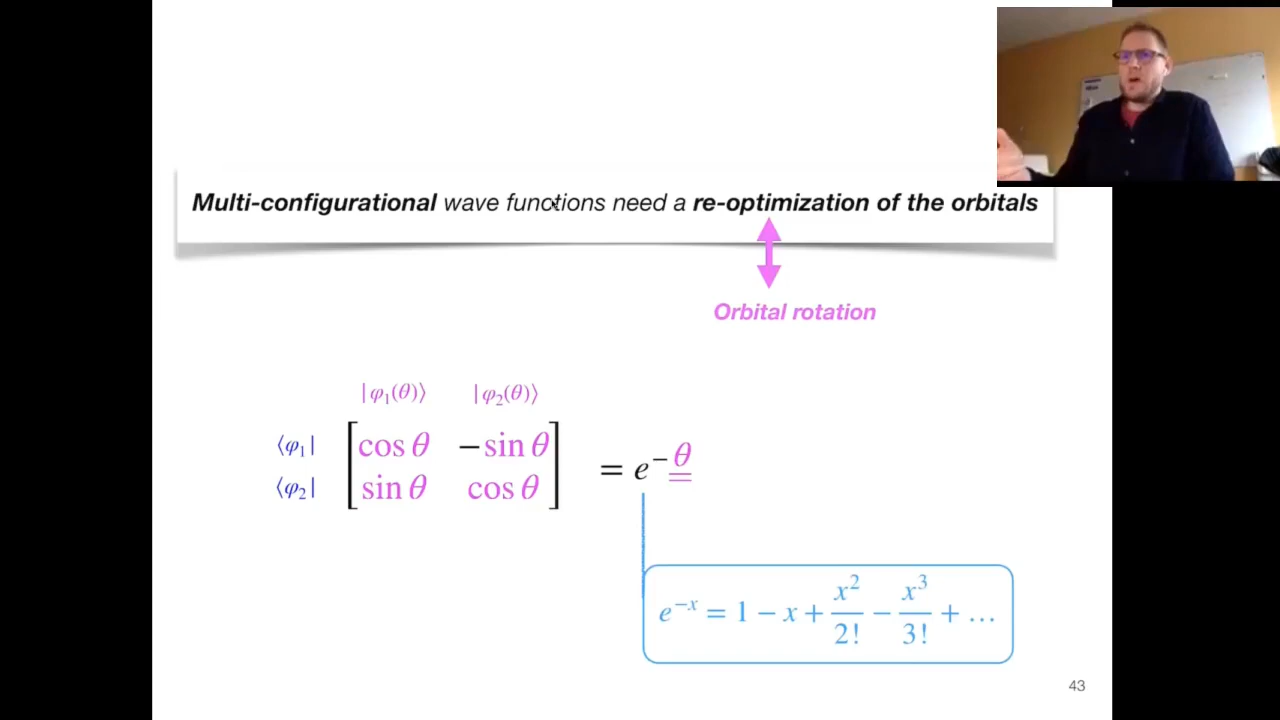 Multi-configurational wave functions need a re-optimization of the orbitals
Orbital rotation
|φ₁(θ)⟩ |φ₂(θ)⟩
⟨φ₁| cos θ −sin θ
⟨φ₂| sin θ cos θ
= e^{−θ}
e^{−x} = 1 − x + x²/2! − x³/3! + …
43